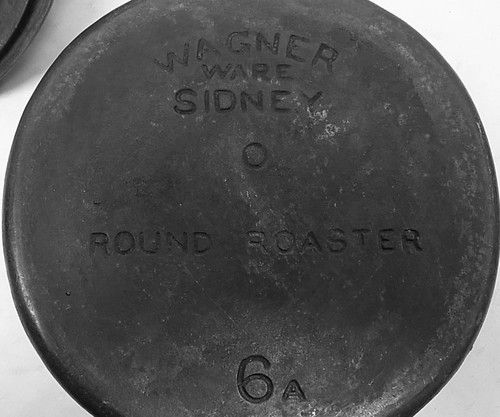 WAGNER
WARE
SIDNEY
O
ROUND ROASTER
6A